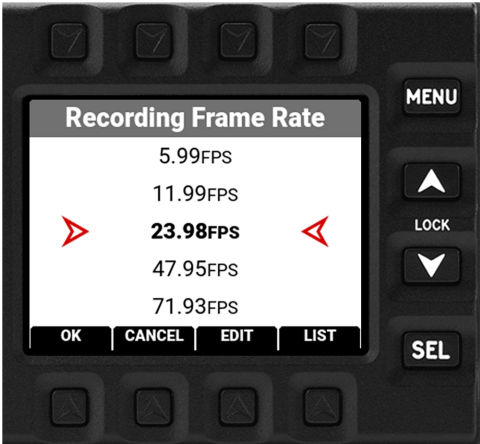 Recording Frame Rate
5.99FPS
11.99FPS
23.98FPS
47.95FPS
71.93FPS
OK CANCEL EDIT LIST
MENU
LOCK
SEL